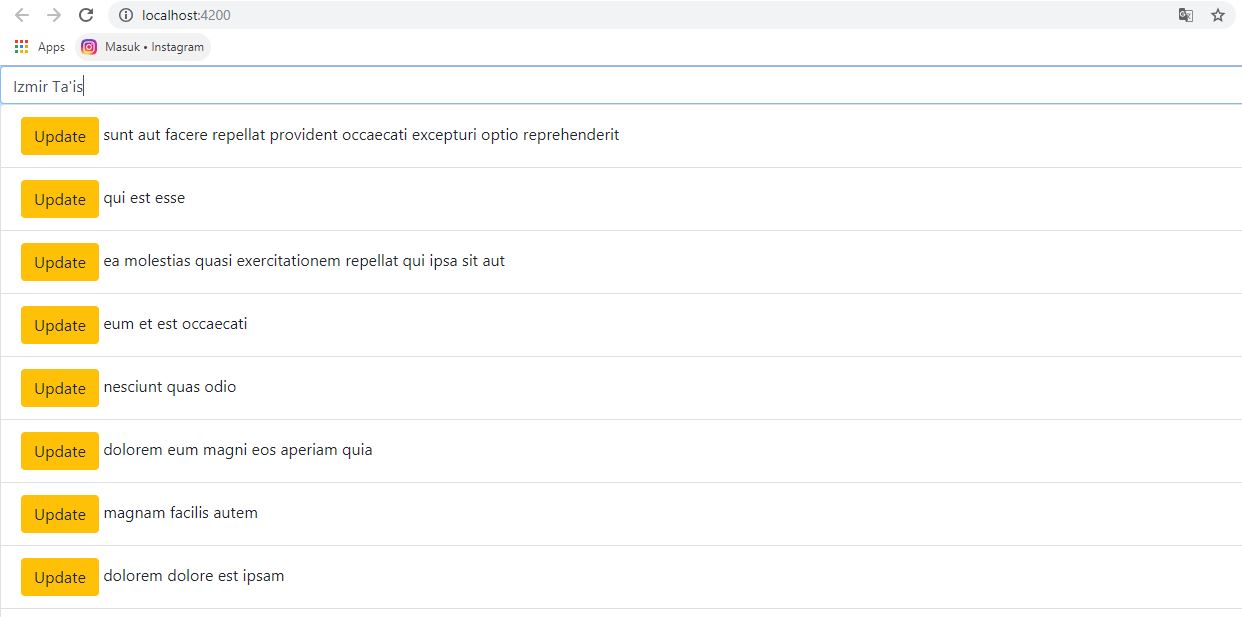 localhost:4200
Apps Masuk • Instagram
Izmir Ta'is
Update sunt aut facere repellat provident occaecati excepturi optio reprehenderit
Update qui est esse
Update ea molestias quasi exercitationem repellat qui ipsa sit aut
Update eum et est occaecati
Update nesciunt quas odio
Update dolorem eum magni eos aperiam quia
Update magnam facilis autem
Update dolorem dolore est ipsam